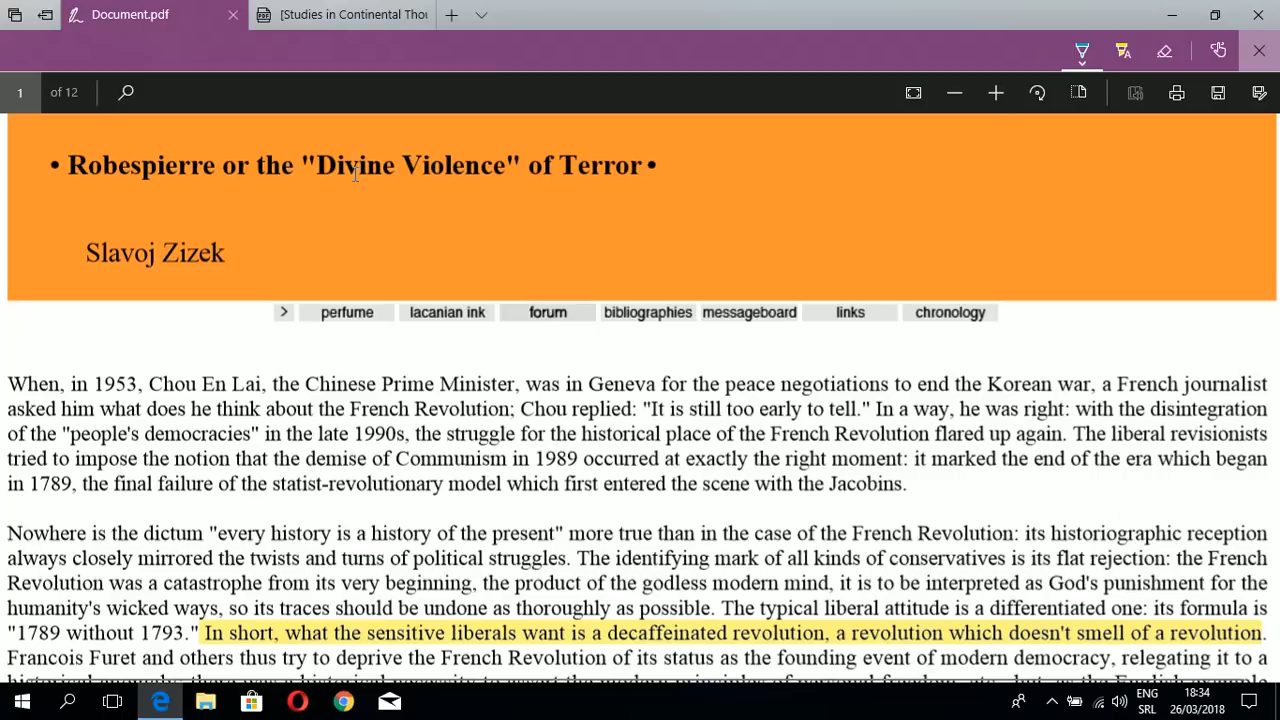 Document.pdf
[Studies in Continental Thou
1 of 12
• Robespierre or the "Divine Violence" of Terror •
Slavoj Zizek
> perfume lacanian ink forum bibliographies messageboard links chronology
When, in 1953, Chou En Lai, the Chinese Prime Minister, was in Geneva for the peace negotiations to end the Korean war, a French journalist
asked him what does he think about the French Revolution; Chou replied: "It is still too early to tell." In a way, he was right: with the disintegration
of the "people's democracies" in the late 1990s, the struggle for the historical place of the French Revolution flared up again. The liberal revisionists
tried to impose the notion that the demise of Communism in 1989 occurred at exactly the right moment: it marked the end of the era which began
in 1789, the final failure of the statist-revolutionary model which first entered the scene with the Jacobins.
Nowhere is the dictum "every history is a history of the present" more true than in the case of the French Revolution: its historiographic reception
always closely mirrored the twists and turns of political struggles. The identifying mark of all kinds of conservatives is its flat rejection: the French
Revolution was a catastrophe from its very beginning, the product of the godless modern mind, it is to be interpreted as God's punishment for the
humanity's wicked ways, so its traces should be undone as thoroughly as possible. The typical liberal attitude is a differentiated one: its formula is
"1789 without 1793." In short, what the sensitive liberals want is a decaffeinated revolution, a revolution which doesn't smell of a revolution.
Francois Furet and others thus try to deprive the French Revolution of its status as the founding event of modern democracy, relegating it to a
ENG
SRL
18:34
26/03/2018